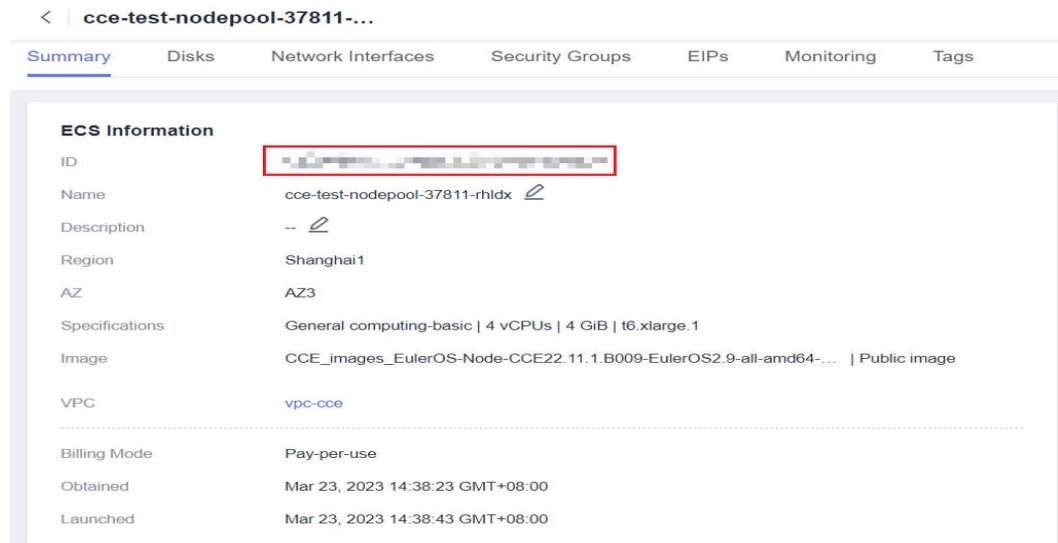 cce-test-nodepool-37811-...
Summary Disks Network Interfaces Security Groups EIPs Monitoring Tags
ECS Information
ID
Name cce-test-nodepool-37811-rhldx
Description --
Region Shanghai1
AZ AZ3
Specifications General computing-basic | 4 vCPUs | 4 GiB | t6.xlarge.1
Image CCE_images_EulerOS-Node-CCE22.11.1.B009-EulerOS2.9-all-amd64-... | Public image
VPC vpc-cce
Billing Mode Pay-per-use
Obtained Mar 23, 2023 14:38:23 GMT+08:00
Launched Mar 23, 2023 14:38:43 GMT+08:00